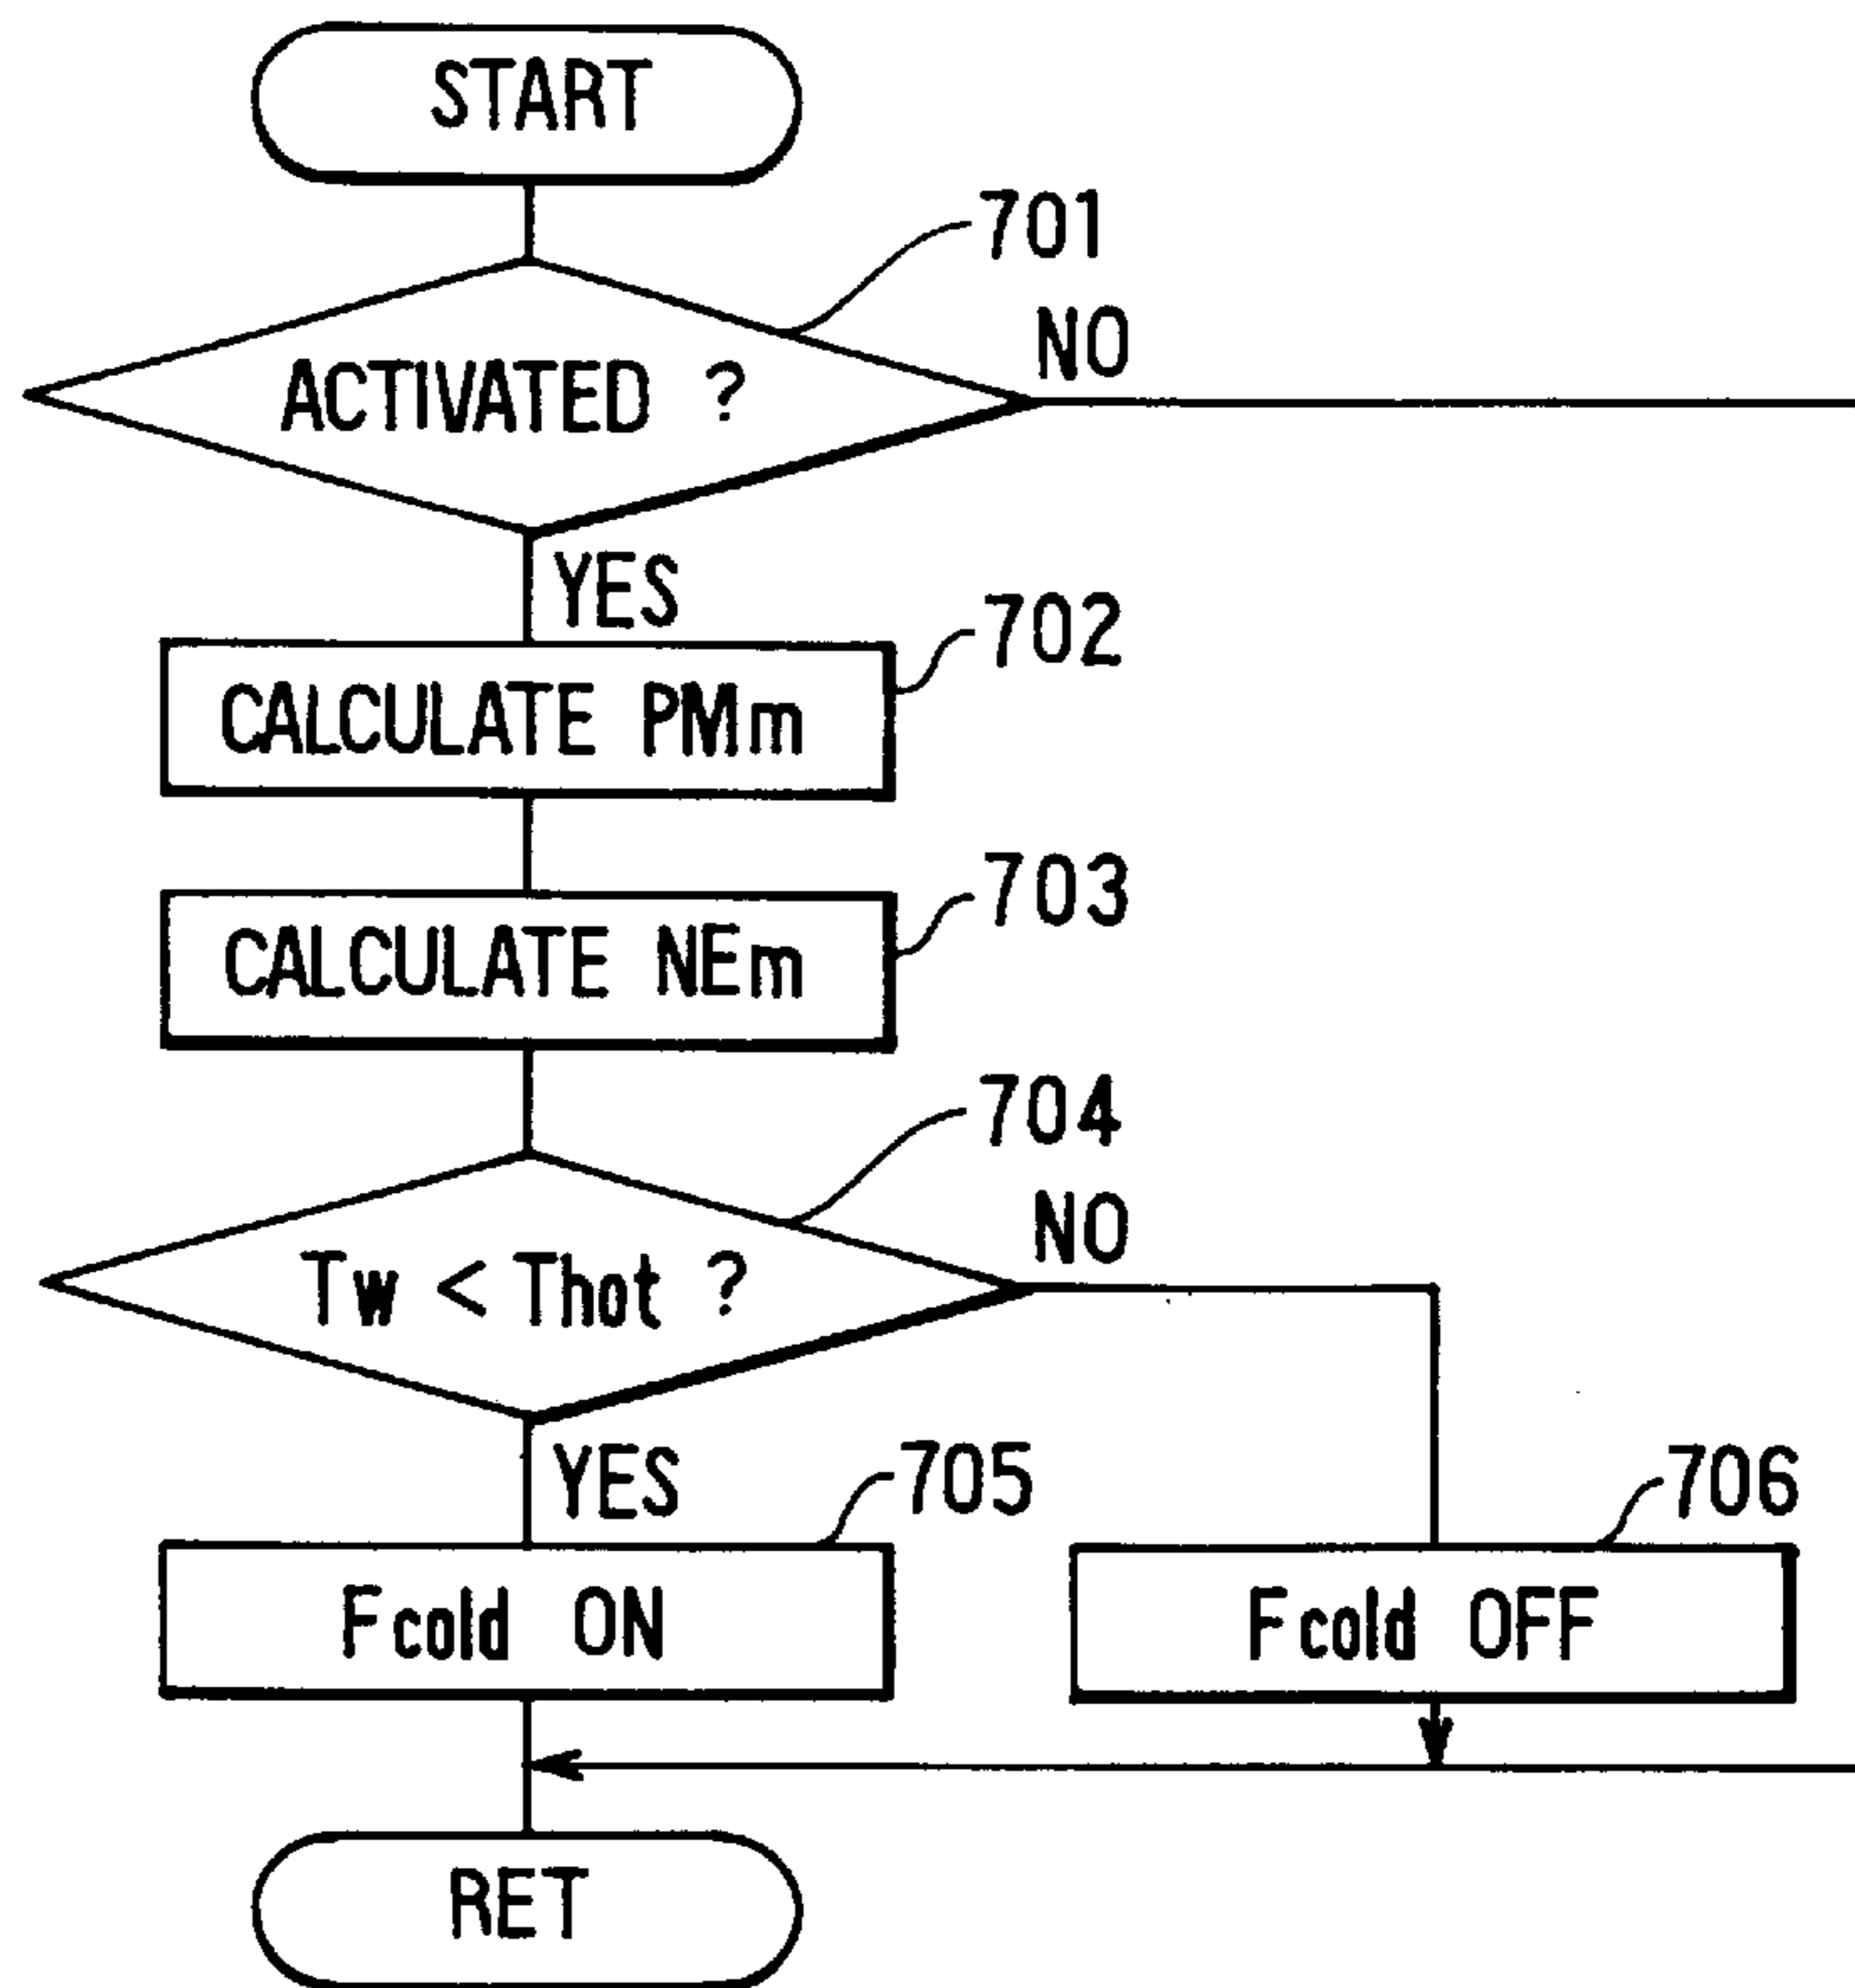 START
701
NO
ACTIVATED ?
YES
702
CALCULATE PMm
703
CALCULATE NEm
704
NO
Tw < Thot ?
YES
705
706
Fcold ON
Fcold OFF
RET